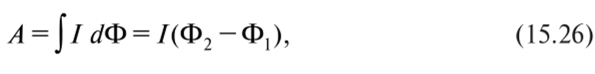 A = ∫ I dΦ = I(Φ₂ − Φ₁), (15.26)